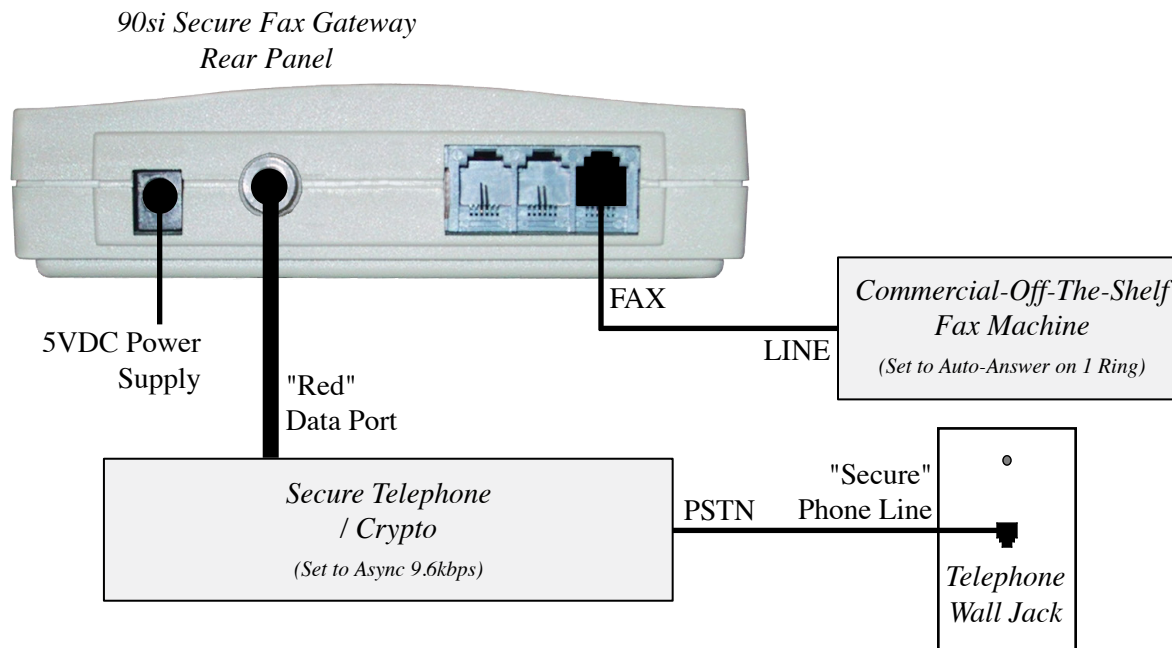 90si Secure Fax Gateway
Rear Panel
5VDC Power
Supply
"Red"
Data Port
FAX
LINE
Commercial-Off-The-Shelf
Fax Machine
(Set to Auto-Answer on 1 Ring)
Secure Telephone
/ Crypto
(Set to Async 9.6kbps)
PSTN
"Secure"
Phone Line
Telephone
Wall Jack